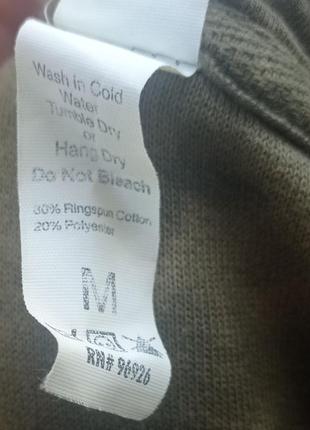 Wash in Cold
Water
Tumble Dry
or
Hang Dry
Do Not Bleach
80% Ringspun Cotton
20% Polyester
M
RN# 96926